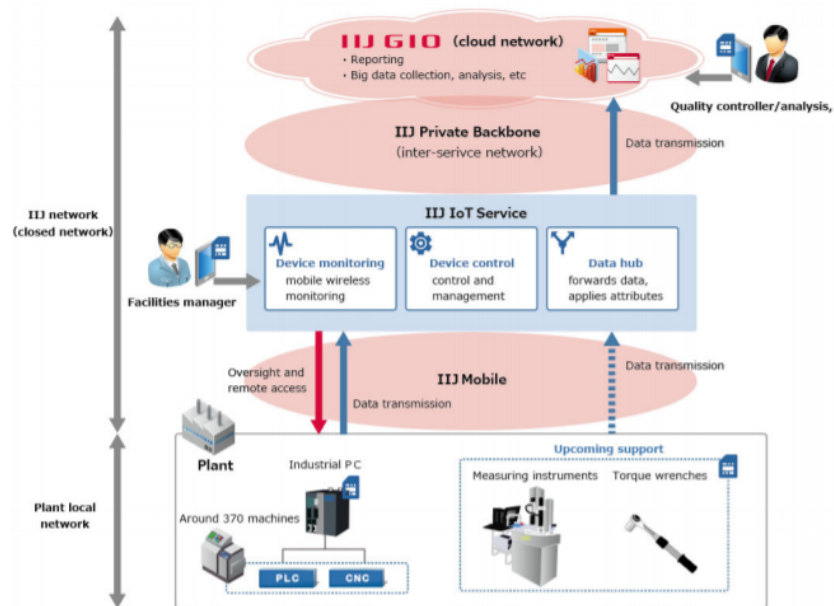 IIJ GIO (cloud network)
・Reporting
・Big data collection, analysis, etc
Quality controller/analysis,
IIJ Private Backbone
(inter-serivce network)
Data transmission
IIJ network
(closed network)
IIJ IoT Service
Device monitoring
mobile wireless
monitoring
Device control
control and
management
Data hub
forwards data,
applies attributes
Facilities manager
Oversight and
remote access
IIJ Mobile
Data transmission
Data transmission
Plant
Upcoming support
Industrial PC
Measuring instruments
Torque wrenches
Plant local
network
Around 370 machines
PLC
CNC